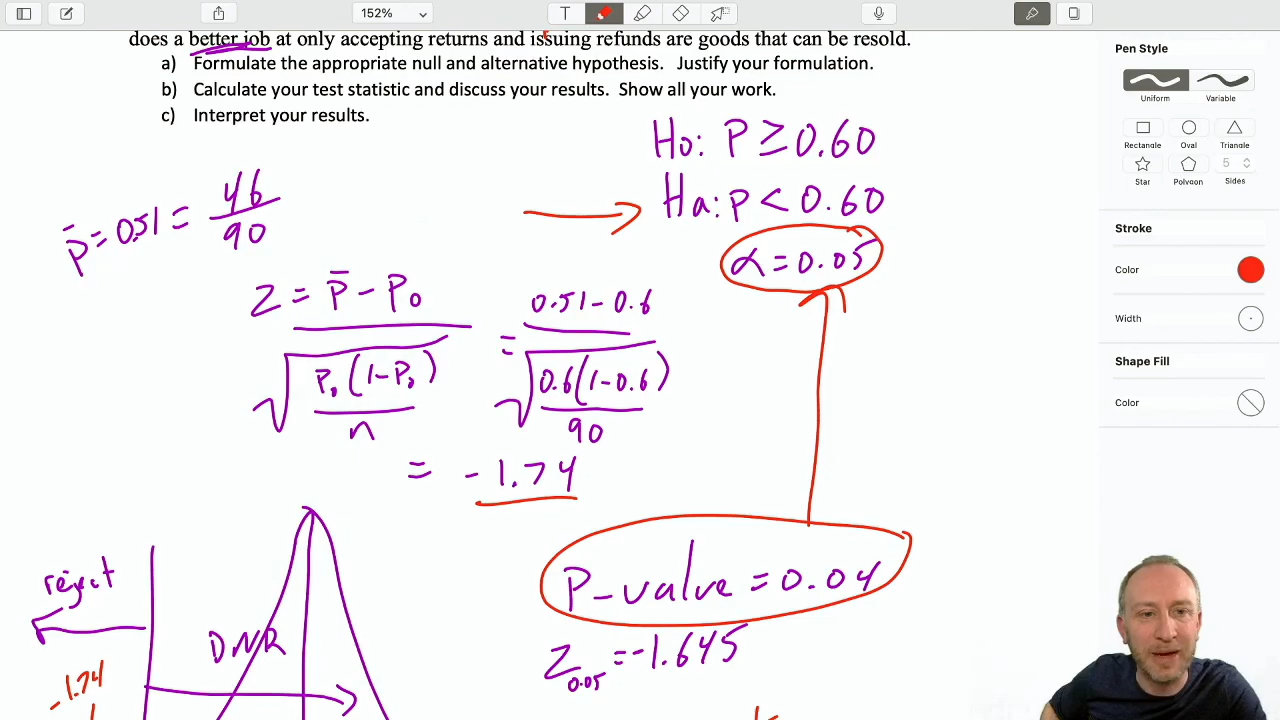 152%
T
does a better job at only accepting returns and issuing refunds are goods that can be resold.
a) Formulate the appropriate null and alternative hypothesis. Justify your formulation.
b) Calculate your test statistic and discuss your results. Show all your work.
c) Interpret your results.
Ho: P ≥ 0.60
Ha: P < 0.60
α = 0.05
p̄ = 0.51 = 46/90
Z = p̄ - P0 / √(P0(1-P0)/n) = 0.51 - 0.6 / √(0.6(1-0.6)/90)
= -1.74
P-value = 0.04
Z0.05 = -1.645
reject
DNR
-1.74
Pen Style
Uniform Variable
Rectangle Oval Triangle
Star Polygon 5 Sides
Stroke
Color
Width
Shape Fill
Color